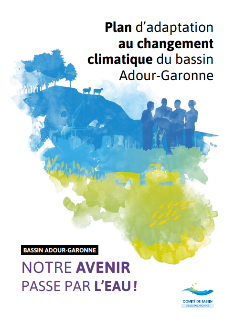 Plan d'adaptation
au changement
climatique du bassin
Adour-Garonne
BASSIN ADOUR-GARONNE
NOTRE AVENIR
PASSE PAR L'EAU !
COMITÉ DE BASSIN